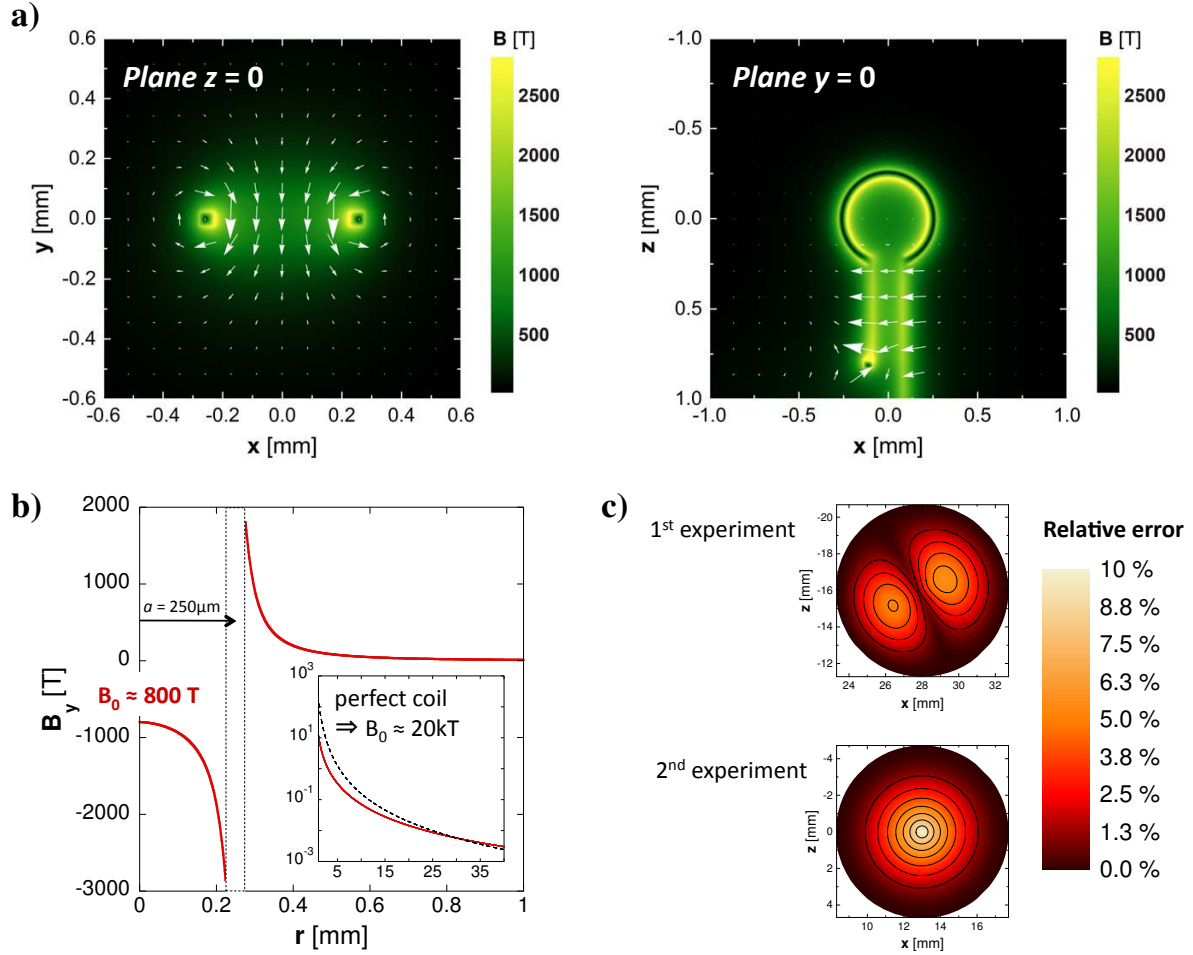 a)
Plane z = 0
B [T]
2500
2000
1500
1000
500
y [mm]
0.6
0.4
0.2
0.0
-0.2
-0.4
-0.6
-0.6 -0.4 -0.2 0.0 0.2 0.4 0.6
x [mm]
Plane y = 0
B [T]
2500
2000
1500
1000
500
z [mm]
-1.0
-0.5
0.0
0.5
1.0
-1.0 -0.5 0.0 0.5 1.0
x [mm]
b)
B_y [T]
2000
1000
0
-1000
-2000
-3000
a = 250μm
B₀ ≈ 800 T
perfect coil
⇒ B₀ ≈ 20kT
10³
10¹
10⁻¹
10⁻³
5 15 25 35
0 0.2 0.4 0.6 0.8 1
r [mm]
c)
1st experiment
z [mm]
-20
-18
-16
-14
-12
24 26 28 30 32
x [mm]
2nd experiment
z [mm]
-4
-2
0
2
4
10 12 14 16
x [mm]
Relative error
10 %
8.8 %
7.5 %
6.3 %
5.0 %
3.8 %
2.5 %
1.3 %
0.0 %